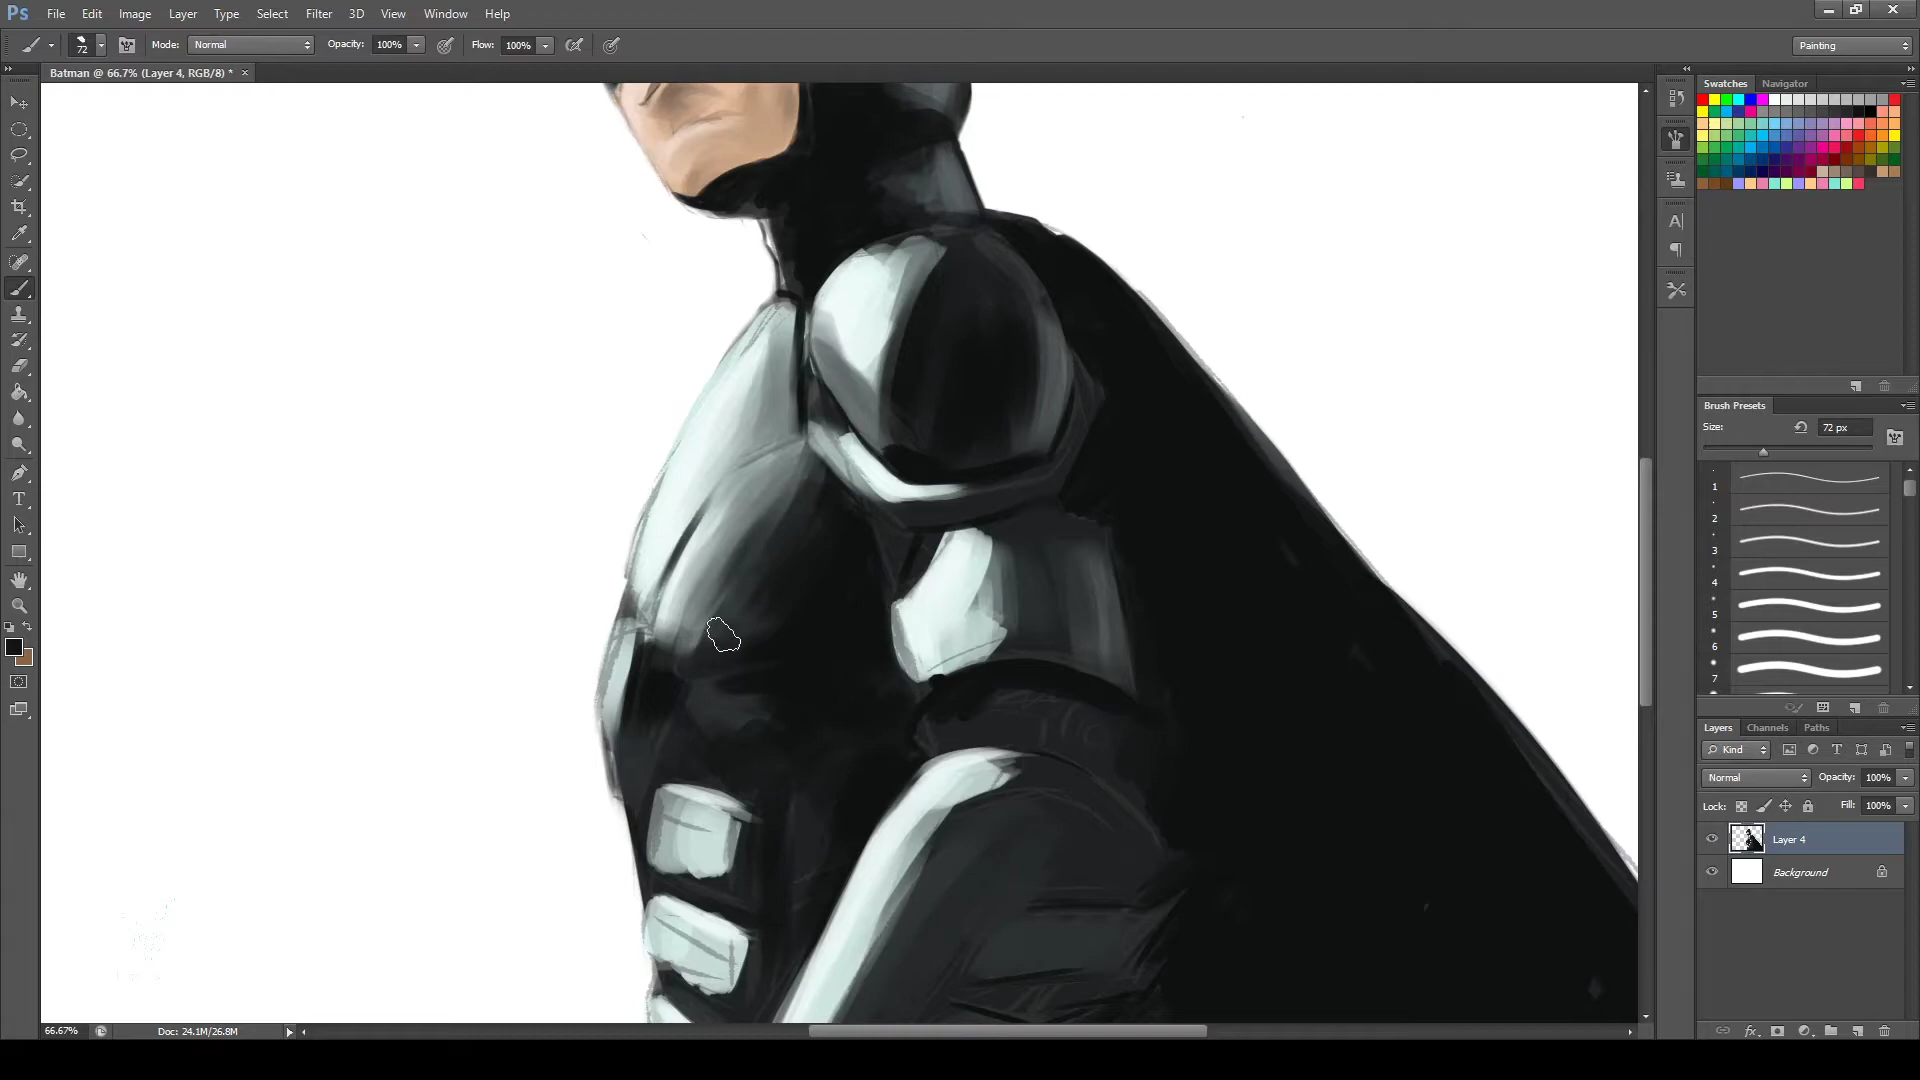 Ps File Edit Image Layer Type Select Filter 3D View Window Help
72 Mode: Normal Opacity: 100% Flow: 100% Painting
Batman @ 66.7% (Layer 4, RGB/8) * ×
Swatches Navigator
Brush Presets
Size: 72 px
1
2
3
4
5
6
7
Layers Channels Paths
Kind
Normal Opacity: 100%
Lock: Fill: 100%
Layer 4
Background
66.67% Doc: 24.1M/26.8M